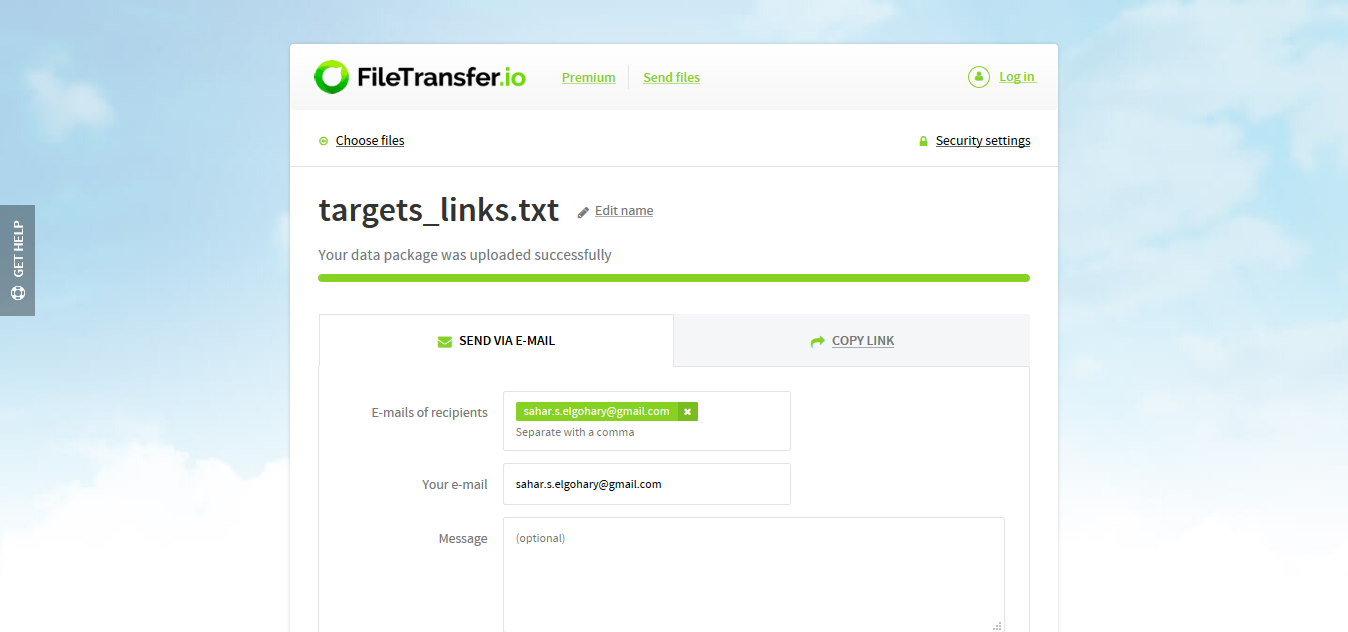 FileTransfer.io
Premium
Send files
Log in
Choose files
Security settings
targets_links.txt
Edit name
Your data package was uploaded successfully
GET HELP
SEND VIA E-MAIL
COPY LINK
E-mails of recipients
sahar.s.elgohary@gmail.com
Separate with a comma
Your e-mail
sahar.s.elgohary@gmail.com
Message
(optional)